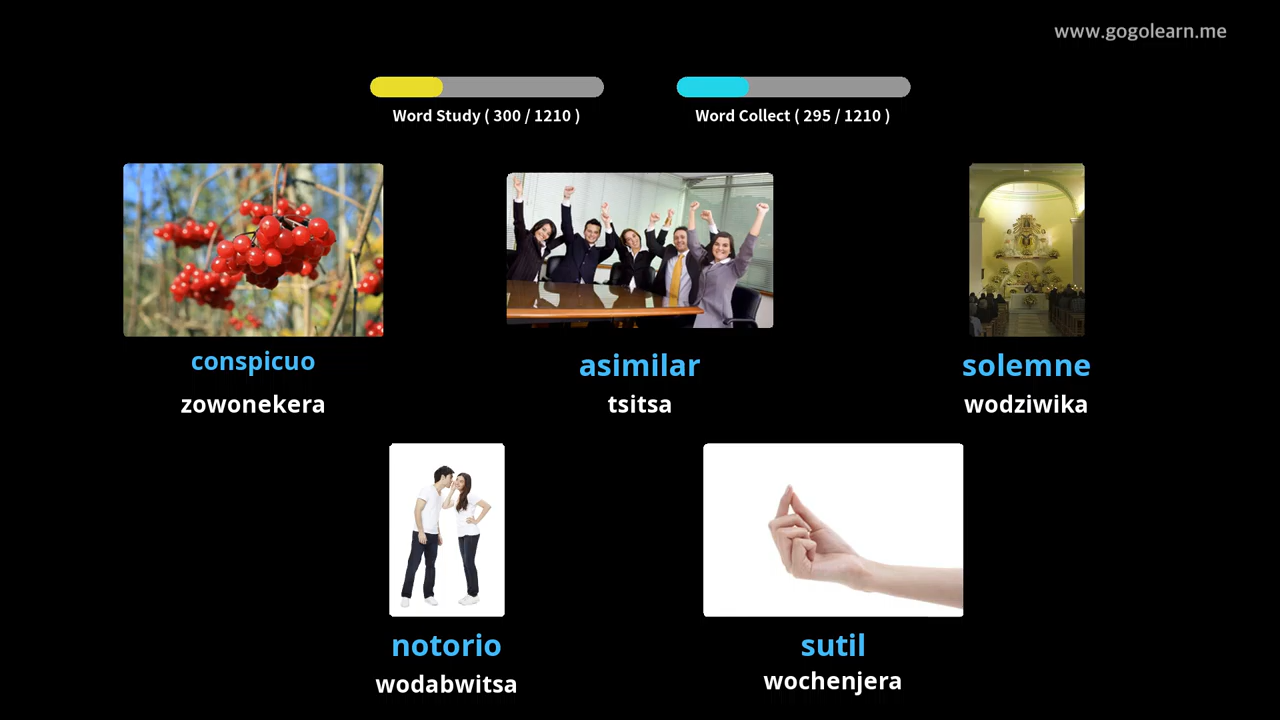 www.gogolearn.me
Word Study ( 300 / 1210 )
Word Collect ( 295 / 1210 )
conspicuo
zowonekera
asimilar
tsitsa
solemne
wodziwika
notorio
wodabwitsa
sutil
wochenjera